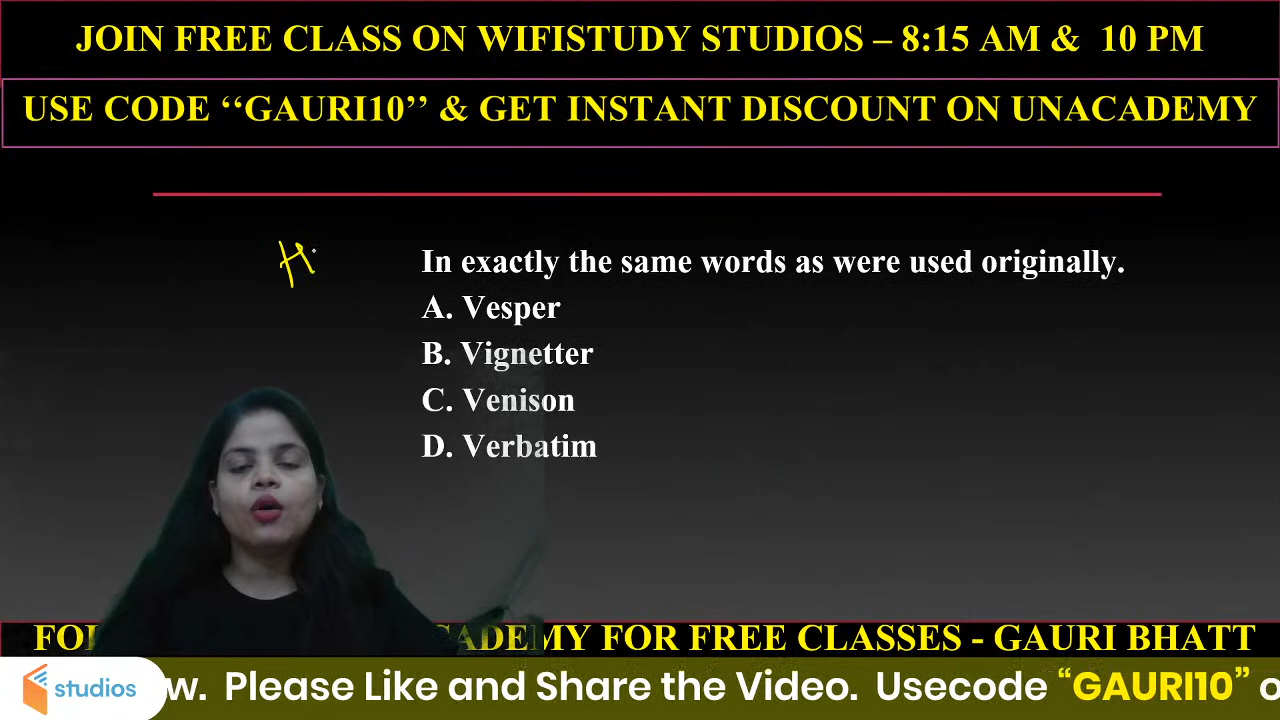 JOIN FREE CLASS ON WIFISTUDY STUDIOS – 8:15 AM & 10 PM
USE CODE ‘‘GAURI10’’ & GET INSTANT DISCOUNT ON UNACADEMY
In exactly the same words as were used originally.
A. Vesper
B. Vignetter
C. Venison
D. Verbatim
FOR FREE CLASSES - GAURI BHATT
studios
w. Please Like and Share the Video. Usecode “GAURI10”